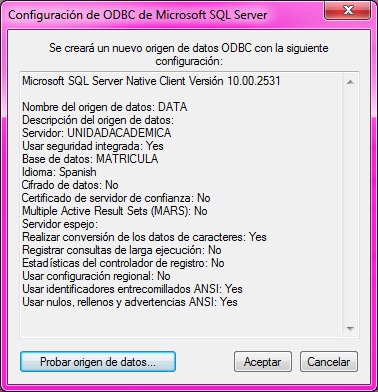 Configuración de ODBC de Microsoft SQL Server
Se creará un nuevo origen de datos ODBC con la siguiente
configuración:
Microsoft SQL Server Native Client Versión 10.00.2531
Nombre del origen de datos: DATA
Descripción del origen de datos:
Servidor: UNIDADACADEMICA
Usar seguridad integrada: Yes
Base de datos: MATRICULA
Idioma: Spanish
Cifrado de datos: No
Certificado de servidor de confianza: No
Multiple Active Result Sets (MARS): No
Servidor espejo:
Realizar conversión de los datos de caracteres: Yes
Registrar consultas de larga ejecución: No
Estadísticas del controlador de registro: No
Usar configuración regional: No
Usar identificadores entrecomillados ANSI: Yes
Usar nulos, rellenos y advertencias ANSI: Yes
Probar origen de datos... Aceptar Cancelar